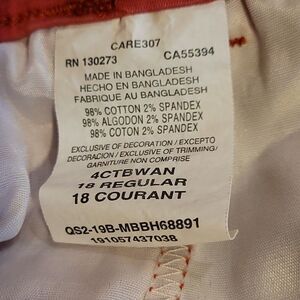 CARE307
RN 130273 CA55394
MADE IN BANGLADESH
HECHO EN BANGLADESH
FABRIQUE AU BANGLADESH
98% COTTON 2% SPANDEX
98% ALGODON 2% SPANDEX
98% COTON 2% SPANDEX
EXCLUSIVE OF DECORATION / EXCEPTO
DECORACION / EXCLUSIVE OF TRIMMING/
GARNITURE NON COMPRISE
4CTBWAN
18 REGULAR
18 COURANT
QS2-19B-MBBH68891
191057437038